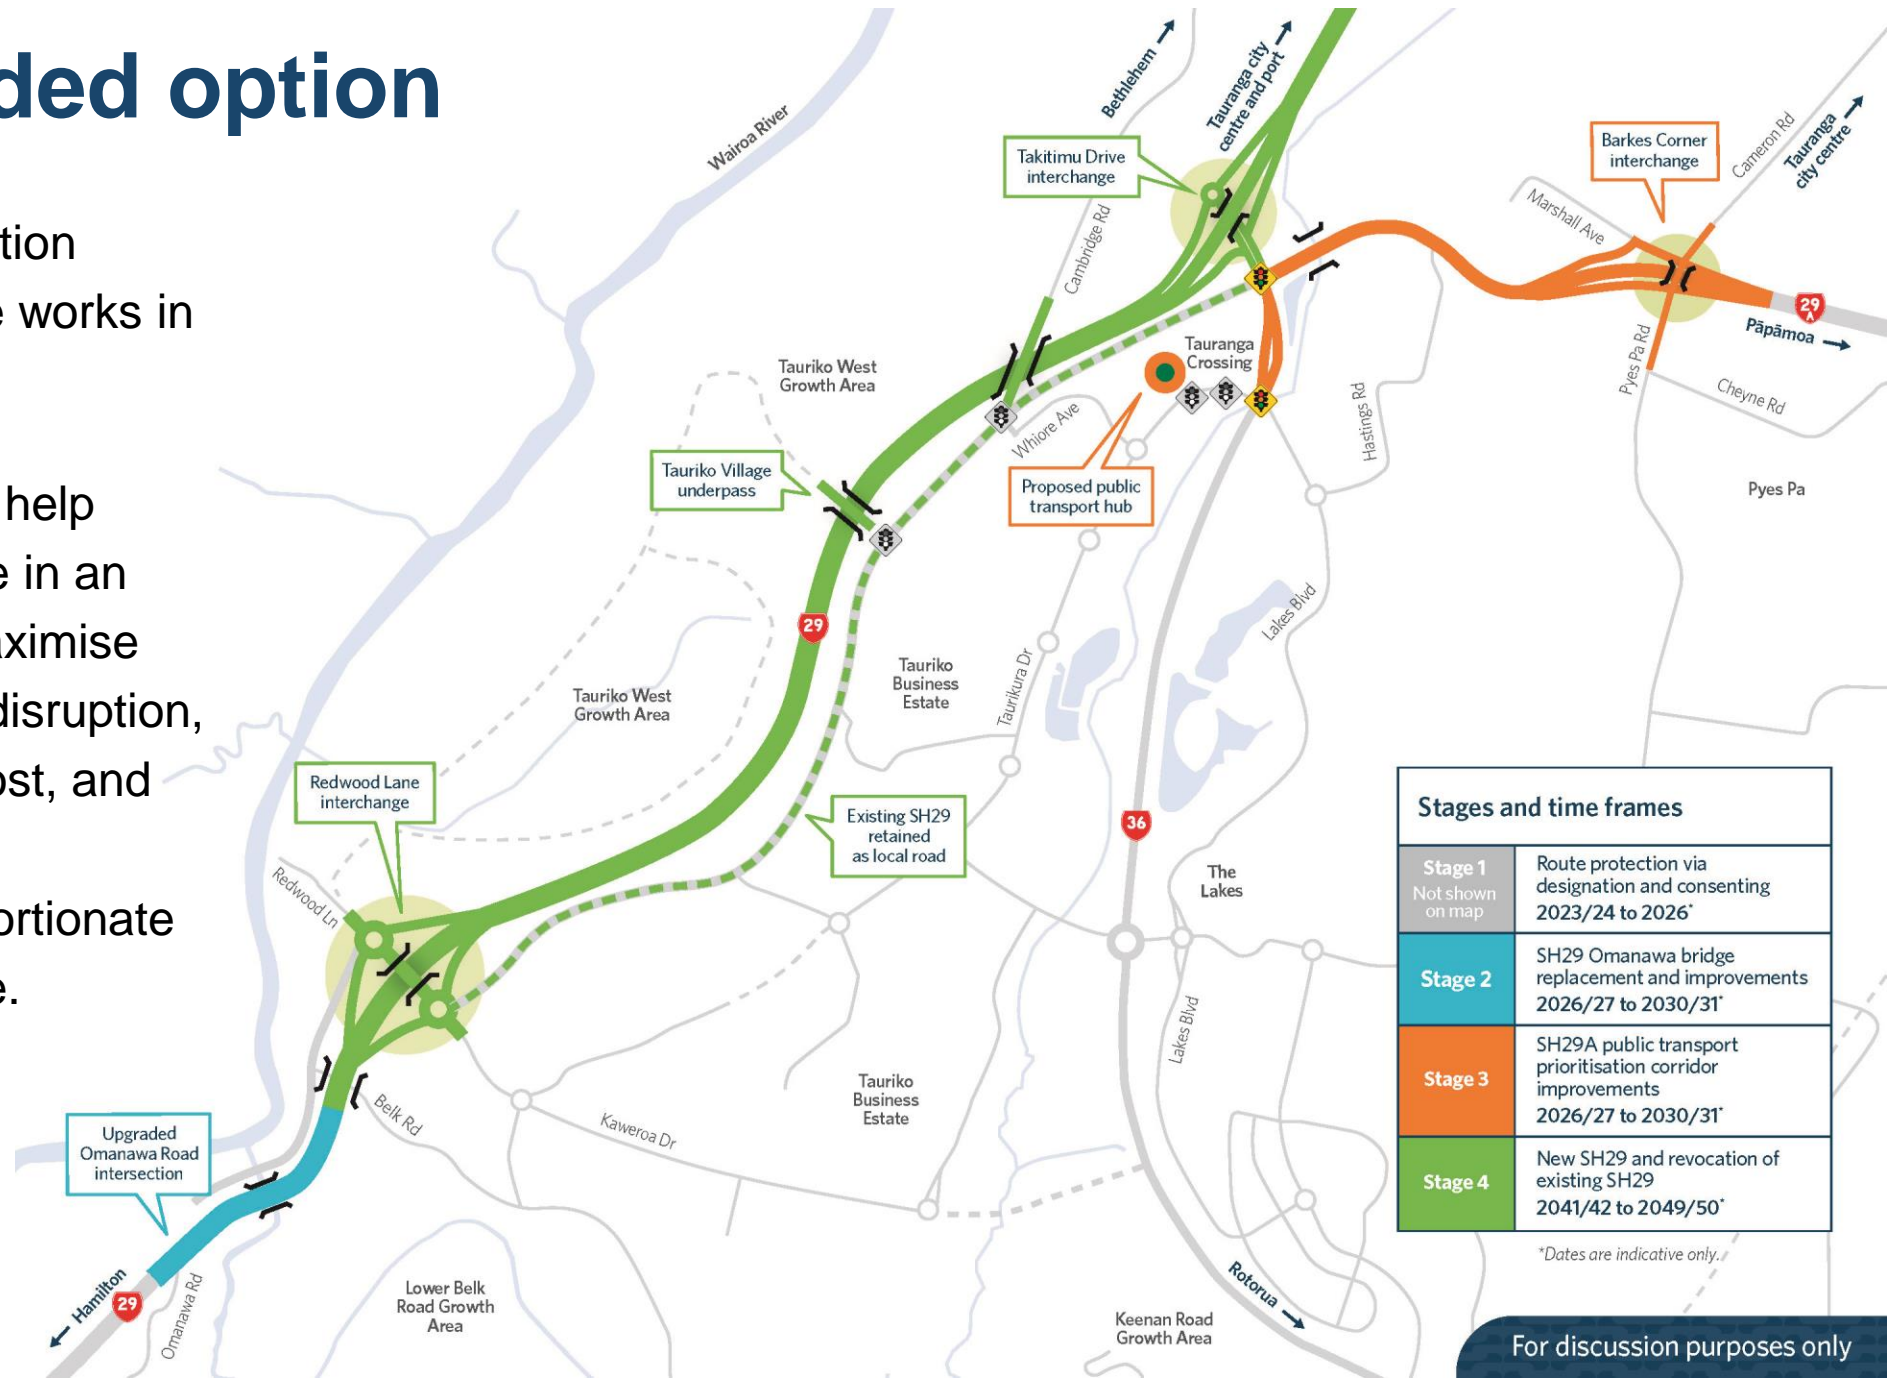 ded option
tion
e works in
help
e in an
aximise
disruption,
ost, and
ortionate
e.
Wairoa River
Bethlehem
Tauranga city
centre and port
Takitimu Drive
interchange
Cambridge Rd
Barkes Corner
interchange
Cameron Rd
Tauranga
city centre
Marshall Ave
29
A
Pāpāmoa
Pyes Pa Rd
Cheyne Rd
Pyes Pa
Hastings Rd
Tauranga
Crossing
Tauriko West
Growth Area
Whiore Ave
Proposed public
transport hub
Tauriko Village
underpass
29
Tauriko West
Growth Area
Tauriko
Business
Estate
Taurikura Dr
Lakes Blvd
36
The
Lakes
Lakes Blvd
Existing SH29
retained
as local road
Redwood Lane
interchange
Redwood Ln
Belk Rd
Kaweroa Dr
Tauriko
Business
Estate
Upgraded
Omanawa Road
intersection
Hamilton
29
Omanawa Rd
Lower Belk
Road Growth
Area
Keenan Road
Growth Area
Rotorua
Stages and time frames
Stage 1
Not shown
on map
Route protection via
designation and consenting
2023/24 to 2026*
Stage 2
SH29 Omanawa bridge
replacement and improvements
2026/27 to 2030/31*
Stage 3
SH29A public transport
prioritisation corridor
improvements
2026/27 to 2030/31*
Stage 4
New SH29 and revocation of
existing SH29
2041/42 to 2049/50*
*Dates are indicative only.
For discussion purposes only